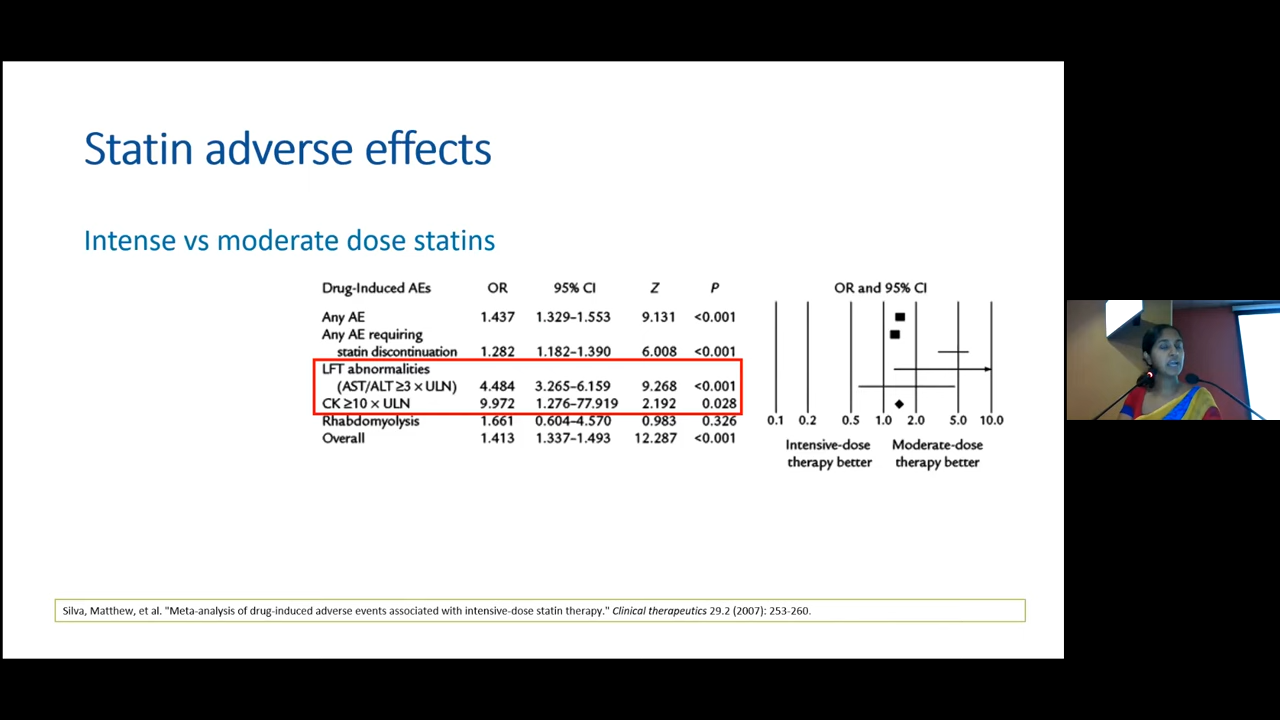 Statin adverse effects
Intense vs moderate dose statins
Drug-Induced AEs OR 95% CI Z P OR and 95% CI
Any AE 1.437 1.329–1.553 9.131 <0.001
Any AE requiring
statin discontinuation 1.282 1.182–1.390 6.008 <0.001
LFT abnormalities
(AST/ALT ≥3 × ULN) 4.484 3.265–6.159 9.268 <0.001
CK ≥10 × ULN 9.972 1.276–77.919 2.192 0.028
Rhabdomyolysis 1.661 0.604–4.570 0.983 0.326
Overall 1.413 1.337–1.493 12.287 <0.001
0.1 0.2 0.5 1.0 2.0 5.0 10.0
Intensive-dose Moderate-dose
therapy better therapy better
Silva, Matthew, et al. "Meta-analysis of drug-induced adverse events associated with intensive-dose statin therapy." Clinical therapeutics 29.2 (2007): 253-260.